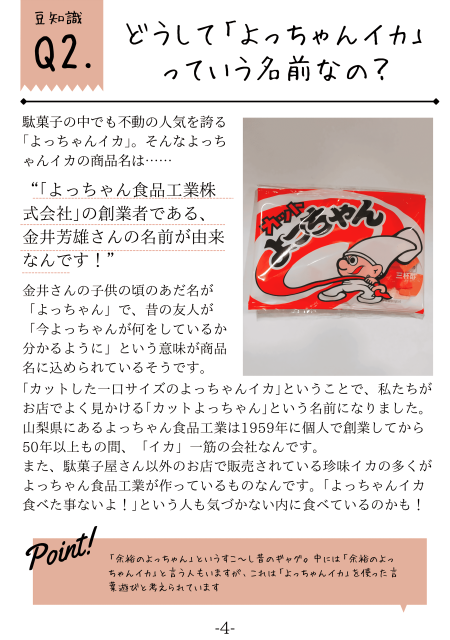 豆知識
Q2.
どうして「よっちゃんイカ」
っていう名前なの？
駄菓子の中でも不動の人気を誇る
「よっちゃんイカ」。そんなよっち
ゃんイカの商品名は……
“「よっちゃん食品工業株
式会社」の創業者である、
金井芳雄さんの名前が由来
なんです！”
カット
よっちゃん
三杯酢
金井さんの子供の頃のあだ名が
「よっちゃん」で、昔の友人が
「今よっちゃんが何をしているか
分かるように」という意味が商品
名に込められているそうです。
「カットした一口サイズのよっちゃんイカ」ということで、私たちが
お店でよく見かける「カットよっちゃん」という名前になりました。
山梨県にあるよっちゃん食品工業は1959年に個人で創業してから
50年以上もの間、「イカ」一筋の会社なんです。
また、駄菓子屋さん以外のお店で販売されている珍味イカの多くが
よっちゃん食品工業が作っているものなんです。「よっちゃんイカ
食べた事ないよ！」という人も気づかない内に食べているのかも！
Point!
「余裕のよっちゃん」というすこ〜し昔のギャグ。中には「余裕のよっ
ちゃんイカ」と言う人もいますが、これは「よっちゃんイカ」を使った言
葉遊びと考えられています
-4-